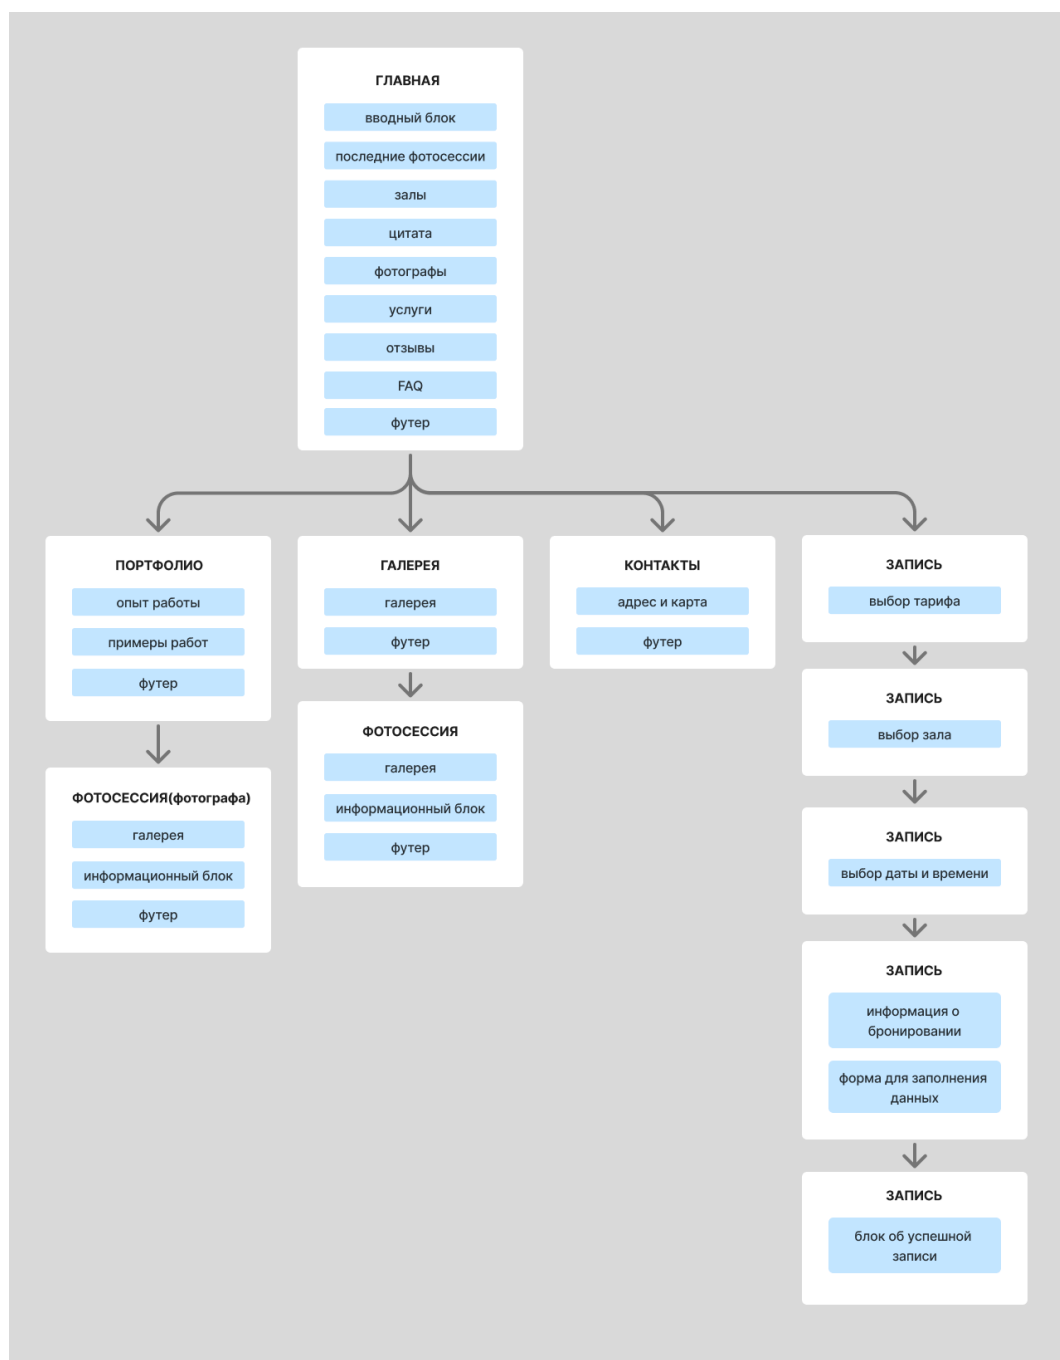 ГЛАВНАЯ
вводный блок
последние фотосессии
залы
цитата
фотографы
услуги
отзывы
FAQ
футер
ПОРТФОЛИО
опыт работы
примеры работ
футер
ФОТОСЕССИЯ(фотографа)
галерея
информационный блок
футер
ГАЛЕРЕЯ
галерея
футер
ФОТОСЕССИЯ
галерея
информационный блок
футер
КОНТАКТЫ
адрес и карта
футер
ЗАПИСЬ
выбор тарифа
ЗАПИСЬ
выбор зала
ЗАПИСЬ
выбор даты и времени
ЗАПИСЬ
информация о
бронировании
форма для заполнения
данных
ЗАПИСЬ
блок об успешной
записи